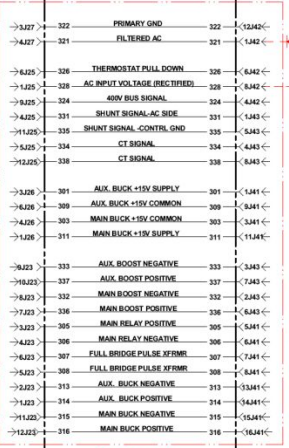 3J27 322 PRIMARY GND 322 12J42
4J27 321 FILTERED AC 321 1J42
6J25 326 THERMOSTAT PULL DOWN 326 6J42
1J25 328 AC INPUT VOLTAGE (RECTIFIED) 328 8J42
9J25 324 400V BUS SIGNAL 324 4J42
4J25 331 SHUNT SIGNAL-AC SIDE 331 1J43
11J25 335 SHUNT SIGNAL -CONTRL GND 335 5J43
5J25 334 CT SIGNAL 334 4J43
12J25 338 CT SIGNAL 338 8J43
3J26 301 AUX. BUCK +15V SUPPLY 301 1J41
6J26 309 AUX. BUCK +15V COMMON 309 9J41
4J26 303 MAIN BUCK +15V COMMON 303 3J41
1J26 311 MAIN BUCK +15V SUPPLY 311 11J41
9J23 333 AUX. BOOST NEGATIVE 333 3J43
10J23 337 AUX. BOOST POSITIVE 337 7J43
8J23 332 MAIN BOOST NEGATIVE 332 2J43
7J23 336 MAIN BOOST POSITIVE 336 6J43
3J23 305 MAIN RELAY POSITIVE 305 5J41
4J23 306 MAIN RELAY NEGATIVE 306 6J41
6J23 307 FULL BRIDGE PULSE XFRMR 307 7J41
5J23 308 FULL BRIDGE PULSE XFRMR 308 8J41
2J23 313 AUX. BUCK NEGATIVE 313 13J41
1J23 314 AUX. BUCK POSITIVE 314 14J41
11J23 315 MAIN BUCK NEGATIVE 315 15J41
12J23 316 MAIN BUCK POSITIVE 316 16J41